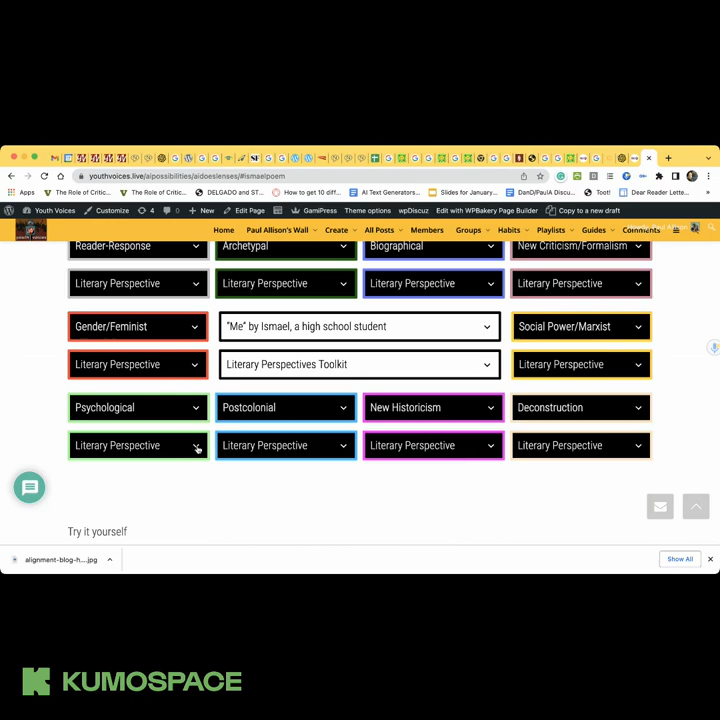 youthvoices.live/aipossibilities/aidoeslenses/#ismaelpoem
Apps The Role of Critic... The Role of Critic... DELGADO and ST... How to get 10 diff... AI Text Generators... Slides for January... DanD/PaulA Discu... Toot! Dear Reader Lette...
Youth Voices Customize 4 0 New Edit Page GamiPress Theme options wpDiscuz Edit with WPBakery Page Builder Copy to a new draft
Home Paul Allison's Wall Create All Posts Members Groups Habits Playlists Guides Comments
Reader-Response Archetypal Biographical New Criticism/Formalism
Literary Perspective Literary Perspective Literary Perspective Literary Perspective
Gender/Feminist "Me" by Ismael, a high school student Social Power/Marxist
Literary Perspective Literary Perspectives Toolkit Literary Perspective
Psychological Postcolonial New Historicism Deconstruction
Literary Perspective Literary Perspective Literary Perspective Literary Perspective
Try it yourself
alignment-blog-h....jpg Show All
KUMOSPACE